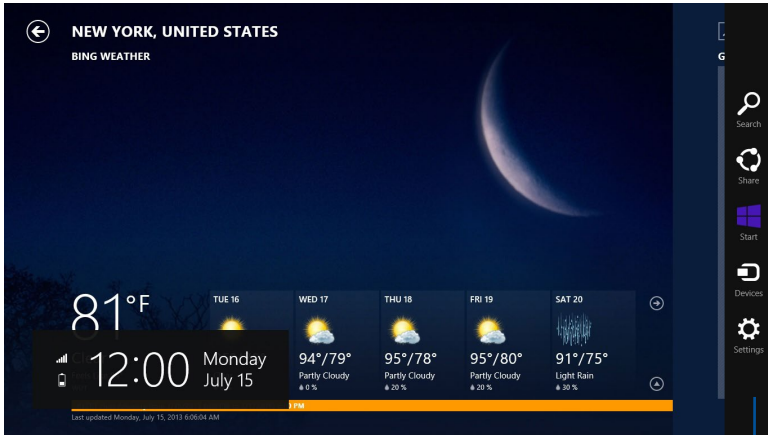 NEW YORK, UNITED STATES
BING WEATHER
G
Search
Share
Start
Devices
Settings
81°F
TUE 16
WED 17
94°/79°
Partly Cloudy
0 %
THU 18
95°/78°
Partly Cloudy
20 %
FRI 19
95°/80°
Partly Cloudy
20 %
SAT 20
91°/75°
Light Rain
30 %
12:00
Monday
July 15
PM
Last updated Monday, July 15, 2013 6:06:04 AM